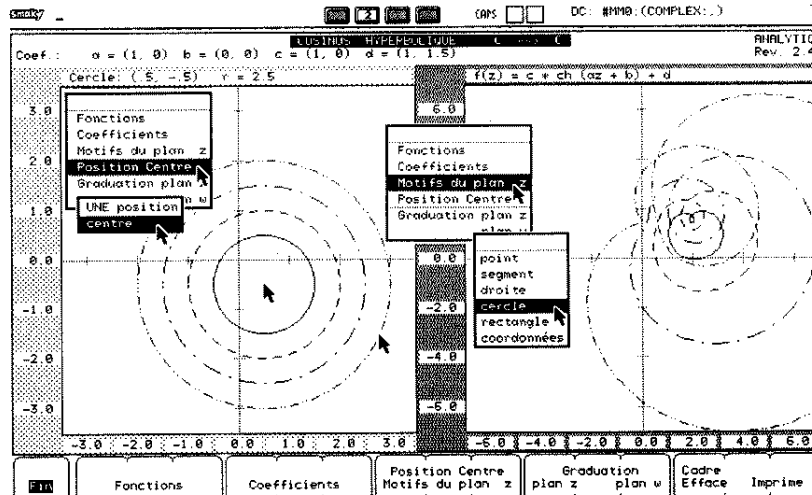 smaky _ 2 CAPS DC: #MM0:(COMPLEX:,)
COSINUS HYPERBOLIQUE C --> C
ANALYTIQ
Coef.: a = (1, 0) b = (0, 0) c = (1, 0) d = (1, 1.5)
Rev. 2.
Cercle: (.5, -.5) r = 2.5
f(z) = c * ch (az + b) + d
3.0
2.0
1.0
0.0
-1.0
-2.0
-3.0
Fonctions
Coefficients
Motifs du plan z
Position Centre
Graduation plan z
n w
UNE position
centre
6.0
0.0
-2.0
-4.0
-6.0
Fonctions
Coefficients
Motifs du plan z
Position Centre
Graduation plan z
plan w
point
segment
droite
cercle
rectangle
coordonnées
-3.0 -2.0 -1.0 0.0 1.0 2.0 3.0
-6.0 -4.0 -2.0 0.0 2.0 4.0 6.0
Fin
Fonctions
Coefficients
Position Centre
Motifs du plan z
Graduation
plan z plan w
Cadre
Efface Imprime